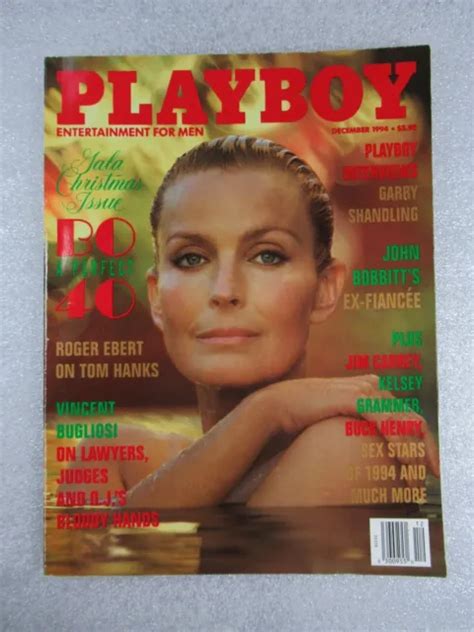 PLAYBOY
ENTERTAINMENT FOR MEN
DECEMBER 1994 • $5.95
Gala
Christmas
Issue
BO
A PERFECT
40
ROGER EBERT
ON TOM HANKS
VINCENT
BUGLIOSI
ON LAWYERS,
JUDGES
AND O.J.'S
BLOODY HANDS
PLAYBOY
INTERVIEWS
GARRY
SHANDLING
JOHN
BOBBITT'S
EX-FIANCÉE
PLUS
JIM CARREY,
KELSEY
GRAMMER,
BUCK HENRY,
SEX STARS
OF 1994 AND
MUCH MORE
12